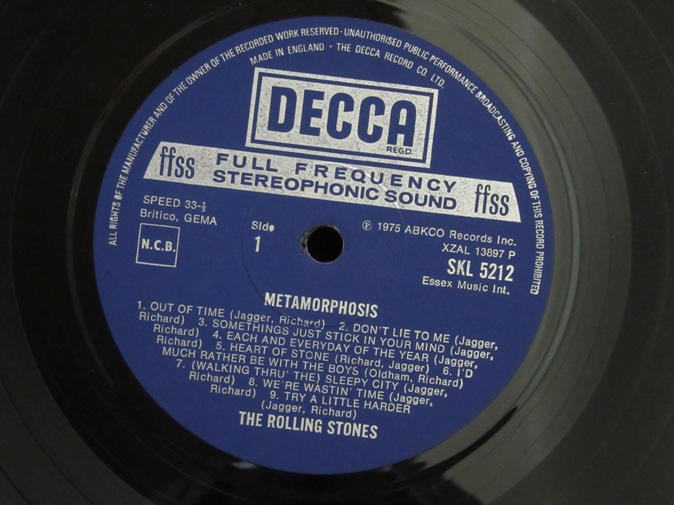 ALL RIGHTS OF THE MANUFACTURER AND OF THE OWNER OF THE RECORDED WORK RESERVED · UNAUTHORISED PUBLIC PERFORMANCE BROADCASTING AND COPYING OF THIS RECORD PROHIBITED
MADE IN ENGLAND · THE DECCA RECORD CO. LTD.
DECCA
REGD.
ffss FULL FREQUENCY ffss
STEREOPHONIC SOUND
SPEED 33-⅓
Britico, GEMA
N.C.B.
Side
1
℗ 1975 ABKCO Records Inc.
XZAL 13897 P
SKL 5212
Essex Music Int.
METAMORPHOSIS
1. OUT OF TIME (Jagger, Richard) 2. DON'T LIE TO ME (Jagger,
Richard) 3. SOMETHINGS JUST STICK IN YOUR MIND (Jagger,
Richard) 4. EACH AND EVERYDAY OF THE YEAR (Jagger,
Richard) 5. HEART OF STONE (Richard, Jagger) 6. I'D
MUCH RATHER BE WITH THE BOYS (Oldham, Richard)
7. (WALKING THRU' THE) SLEEPY CITY (Jagger,
Richard) 8. WE'RE WASTIN' TIME (Jagger,
Richard) 9. TRY A LITTLE HARDER
(Jagger, Richard)
THE ROLLING STONES